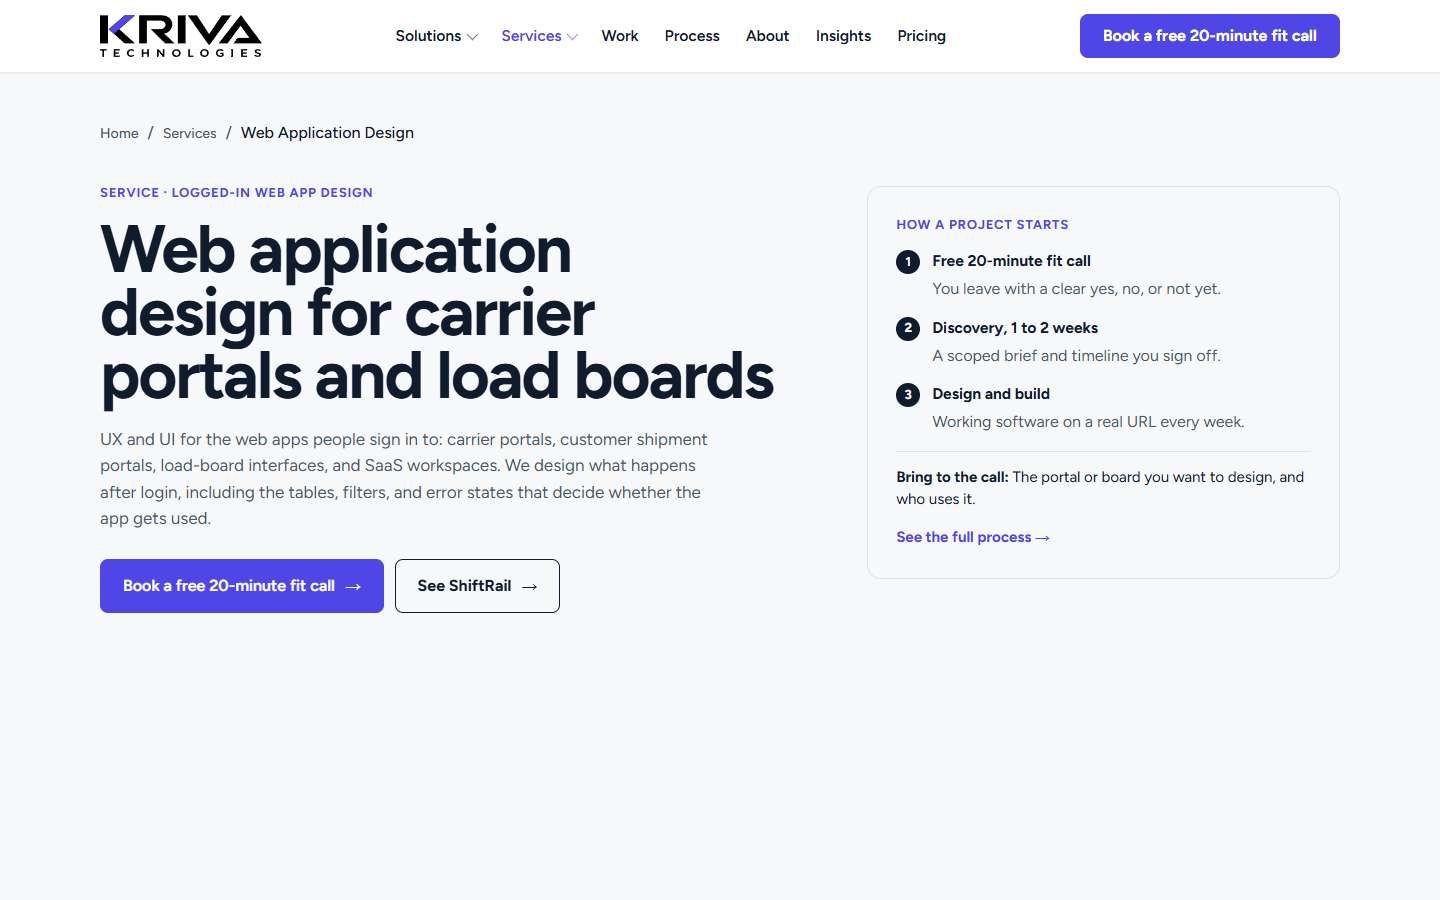 KRIVA
TECHNOLOGIES
Solutions
Services
Work
Process
About
Insights
Pricing
Book a free 20-minute fit call
Home / Services / Web Application Design
SERVICE · LOGGED-IN WEB APP DESIGN
Web application
design for carrier
portals and load boards
UX and UI for the web apps people sign in to: carrier portals, customer shipment
portals, load-board interfaces, and SaaS workspaces. We design what happens
after login, including the tables, filters, and error states that decide whether the
app gets used.
Book a free 20-minute fit call →
See ShiftRail →
HOW A PROJECT STARTS
1 Free 20-minute fit call
You leave with a clear yes, no, or not yet.
2 Discovery, 1 to 2 weeks
A scoped brief and timeline you sign off.
3 Design and build
Working software on a real URL every week.
Bring to the call: The portal or board you want to design, and
who uses it.
See the full process →